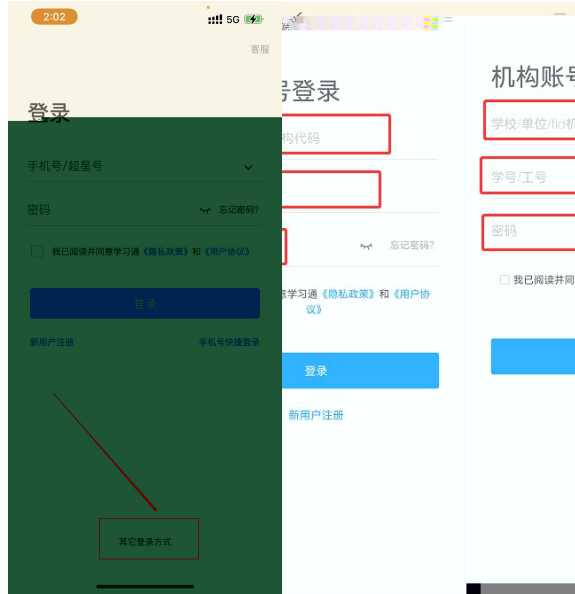 2:02
5G
客服
登录
手机号/超星号
密码
忘记密码?
我已阅读并同意学习通《隐私政策》和《用户协议》
登录
新用户注册
手机号快捷登录
其它登录方式
号登录
构代码
忘记密码?
意学习通《隐私政策》和《用户协
议》
登录
新用户注册
机构账号
学校/单位/fid机
学号/工号
密码
我已阅读并同